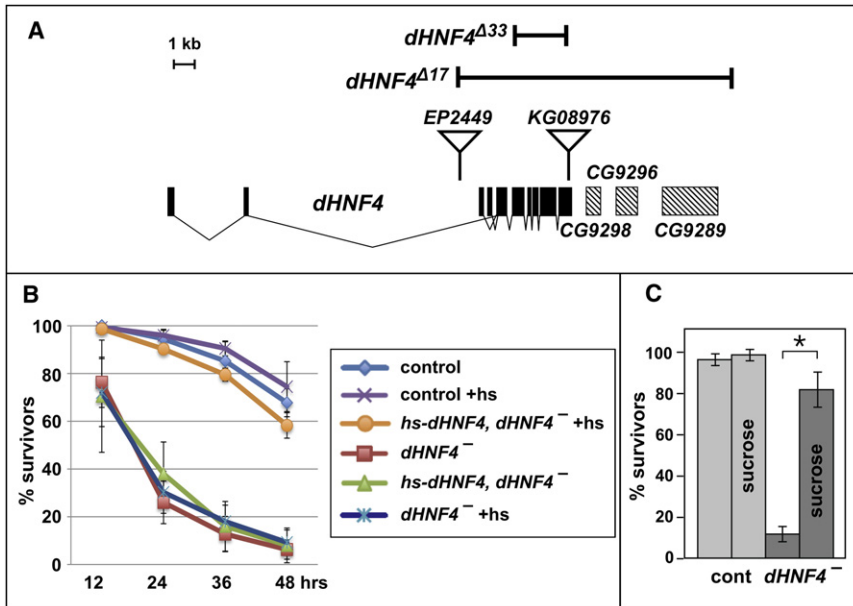 A
1 kb
dHNF4Δ33
dHNF4Δ17
EP2449
KG08976
CG9296
dHNF4
CG9298
CG9289
B
% survivors
100
80
60
40
20
0
12
24
36
48 hrs
control
control +hs
hs-dHNF4, dHNF4⁻ +hs
dHNF4⁻
hs-dHNF4, dHNF4⁻
dHNF4⁻ +hs
C
% survivors
100
80
60
40
20
0
*
sucrose
sucrose
cont
dHNF4⁻